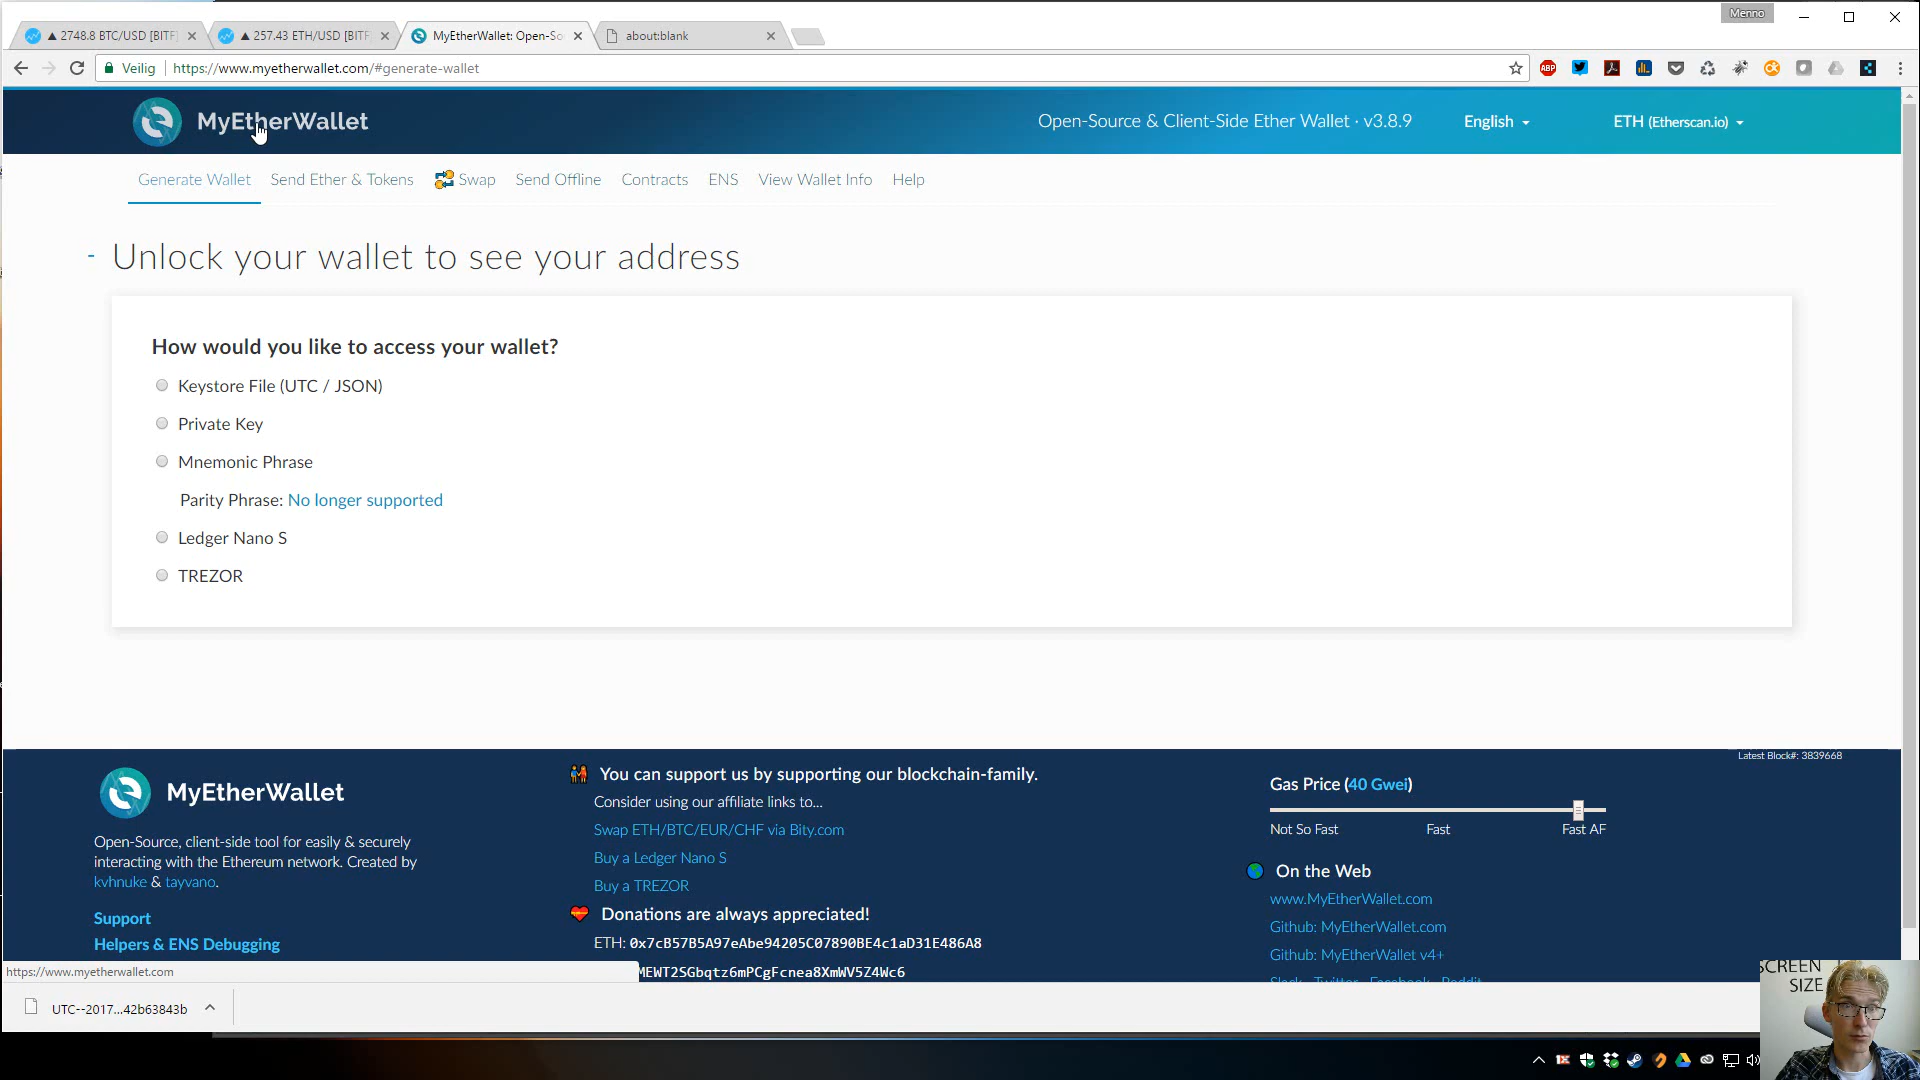 Menno
▲ 2748.8 BTC/USD [BITF
▲ 257.43 ETH/USD [BITF
MyEtherWallet: Open-So
about:blank
Veilig
https://www.myetherwallet.com/#generate-wallet
ABP
MyEtherWallet
Open-Source & Client-Side Ether Wallet · v3.8.9
English
ETH (Etherscan.io)
Generate Wallet
Send Ether & Tokens
Swap
Send Offline
Contracts
ENS
View Wallet Info
Help
- Unlock your wallet to see your address
How would you like to access your wallet?
Keystore File (UTC / JSON)
Private Key
Mnemonic Phrase
Parity Phrase: No longer supported
Ledger Nano S
TREZOR
Latest Block#: 3839668
MyEtherWallet
Open-Source, client-side tool for easily & securely
interacting with the Ethereum network. Created by
kvhnuke & tayvano.
Support
Helpers & ENS Debugging
You can support us by supporting our blockchain-family.
Consider using our affiliate links to...
Swap ETH/BTC/EUR/CHF via Bity.com
Buy a Ledger Nano S
Buy a TREZOR
Donations are always appreciated!
ETH: 0x7cB57B5A97eAbe94205C07890BE4c1aD31E486A8
MEWT2SGbqtz6mPCgFcnea8XmWV5Z4Wc6
Gas Price (40 Gwei)
Not So Fast
Fast
Fast AF
On the Web
www.MyEtherWallet.com
Github: MyEtherWallet.com
Github: MyEtherWallet v4+
Slack · Twitter · Facebook · Reddit
https://www.myetherwallet.com
UTC--2017...42b63843b
SCREEN
SIZE